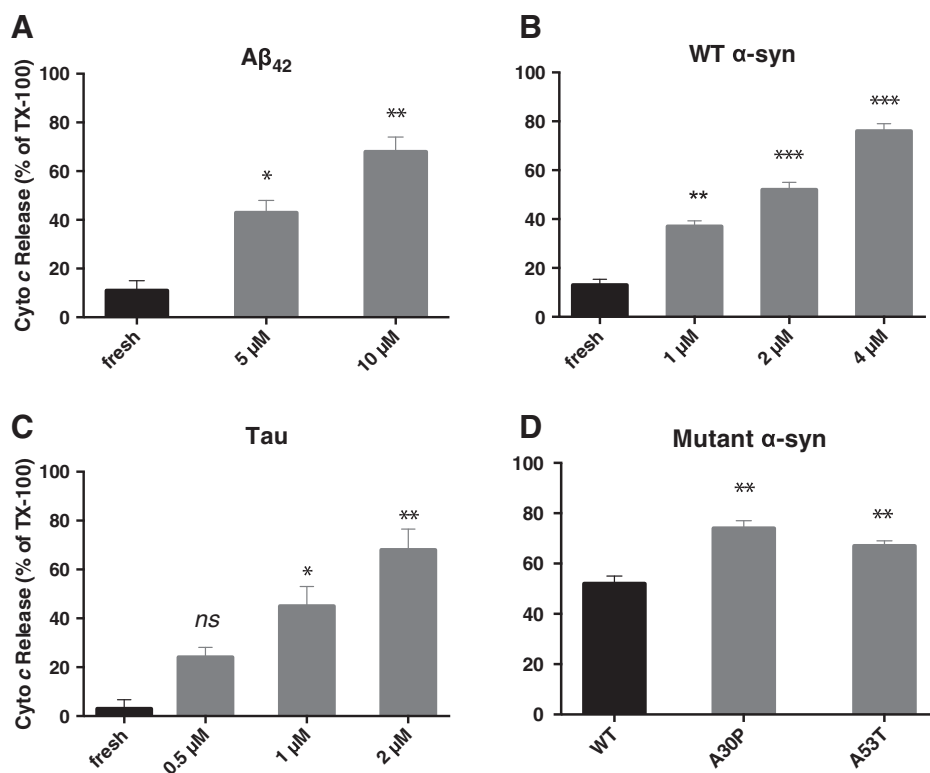 A
Aβ42
Cyto c Release (% of TX-100)
100
80
60
40
20
0
*
**
fresh
5 µM
10 µM
B
WT α-syn
100
80
60
40
20
0
**
***
***
fresh
1 µM
2 µM
4 µM
C
Tau
Cyto c Release (% of TX-100)
100
80
60
40
20
0
ns
*
**
fresh
0.5 µM
1 µM
2 µM
D
Mutant α-syn
100
80
60
40
20
0
**
**
WT
A30P
A53T